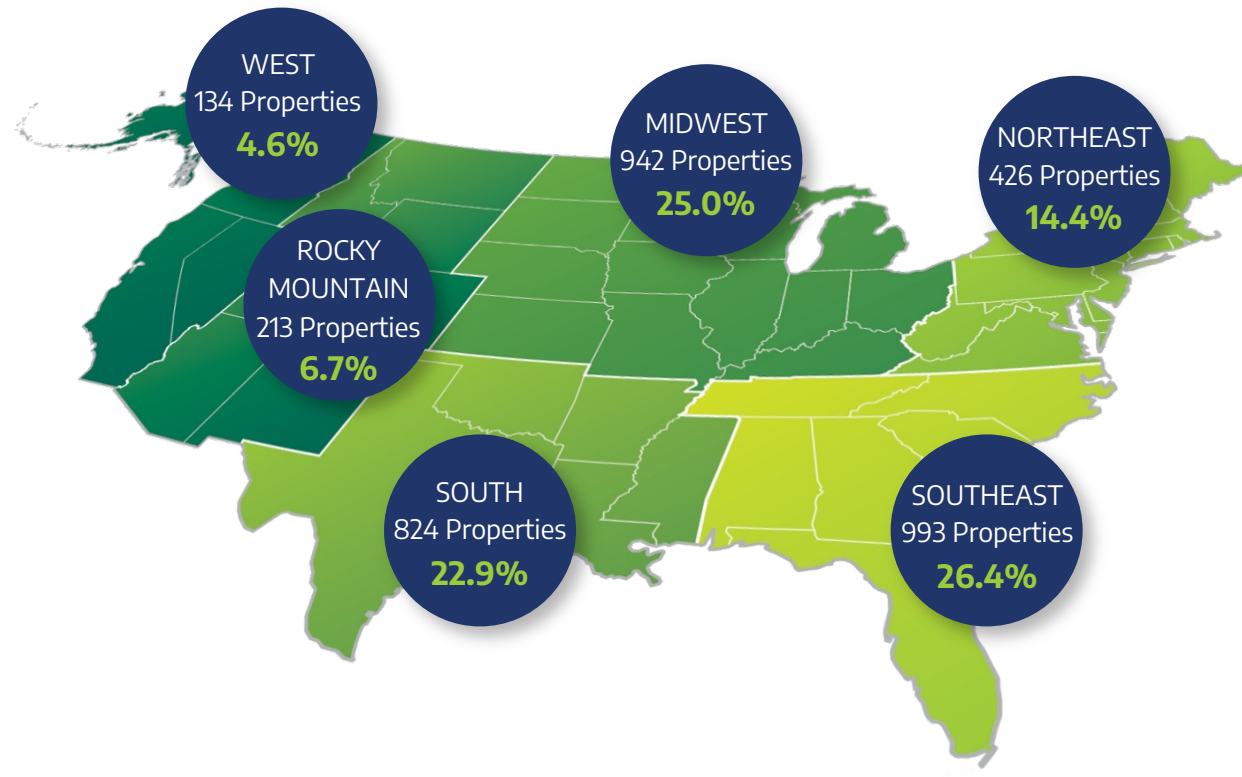 WEST
134 Properties
4.6%
MIDWEST
942 Properties
25.0%
NORTHEAST
426 Properties
14.4%
ROCKY
MOUNTAIN
213 Properties
6.7%
SOUTH
824 Properties
22.9%
SOUTHEAST
993 Properties
26.4%